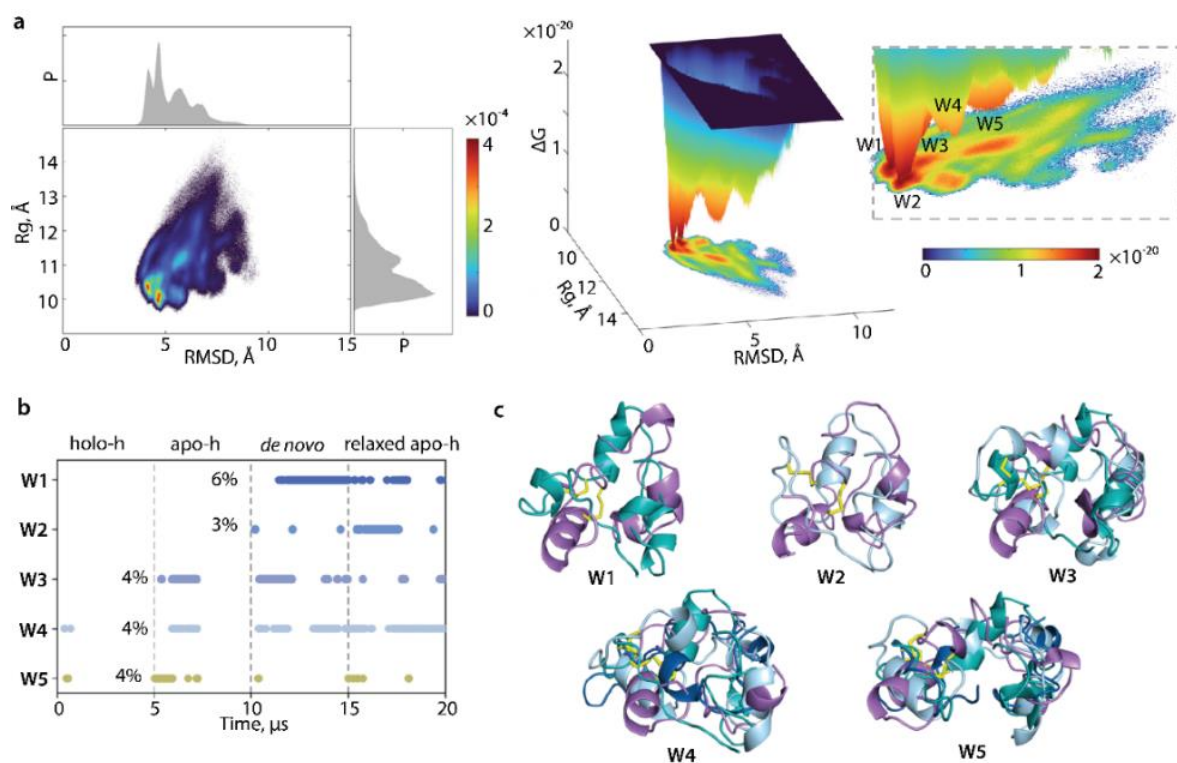 a
×10⁻²⁰
P
ΔG
2
1
0
10
12
14
Rg, Å
0
5
10
RMSD, Å
W1
W2
W3
W4
W5
0 1 2 ×10⁻²⁰
×10⁻⁴
4
2
0
Rg, Å
14
13
12
11
10
0 5 10 15
RMSD, Å
P
b
holo-h apo-h de novo relaxed apo-h
W1 6%
W2 3%
W3 4%
W4 4%
W5 4%
0 5 10 15 20
Time, μs
c
W1
W2
W3
W4
W5